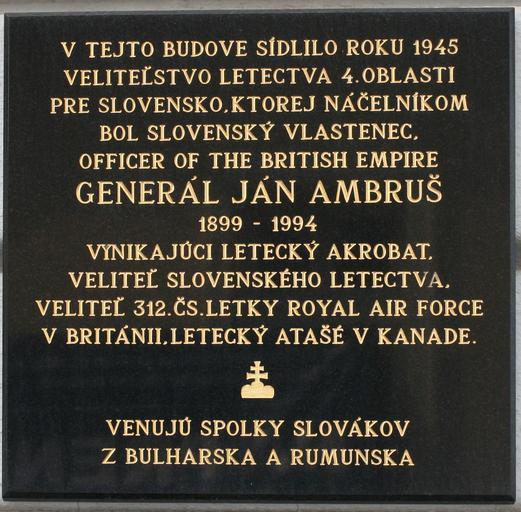 V TEJTO BUDOVE SÍDLILO ROKU 1945
VELITEĽSTVO LETECTVA 4.OBLASTI
PRE SLOVENSKO,KTOREJ NÁČELNÍKOM
BOL SLOVENSKÝ VLASTENEC,
OFFICER OF THE BRITISH EMPIRE
GENERÁL JÁN AMBRUŠ
1899 - 1994
VYNIKAJÚCI LETECKÝ AKROBAT,
VELITEĽ SLOVENSKÉHO LETECTVA,
VELITEĽ 312.ČS.LETKY ROYAL AIR FORCE
V BRITÁNII,LETECKÝ ATAŠÉ V KANADE.
VENUJÚ SPOLKY SLOVÁKOV
Z BULHARSKA A RUMUNSKA